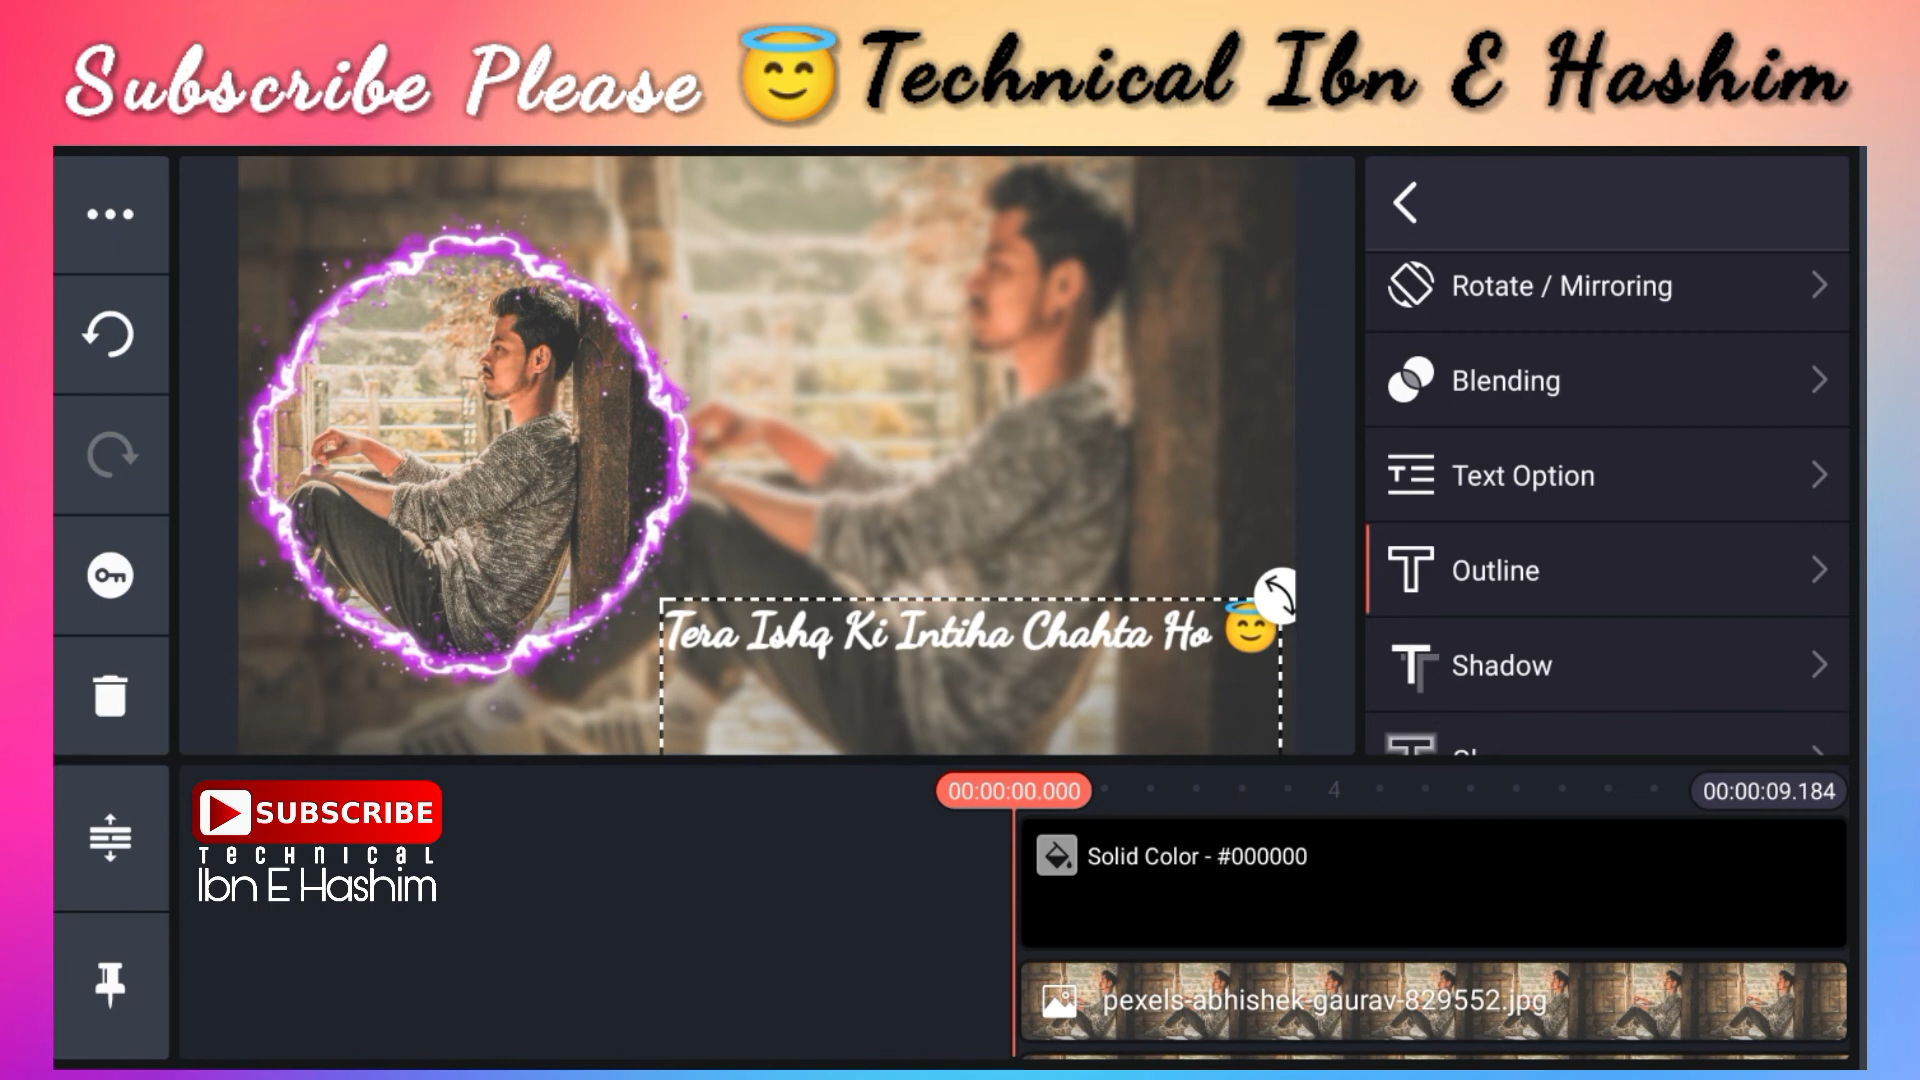 Subscribe Please 😇 Technical Ibn E Hashim
Rotate / Mirroring
Blending
Text Option
Outline
Shadow
Tera Ishq Ki Intiha Chahta Ho 😇
SUBSCRIBE
TecHnical
Ibn E Hashim
00:00:00.000
4
00:00:09.184
Solid Color - #000000
pexels-abhishek-gaurav-829552.jpg